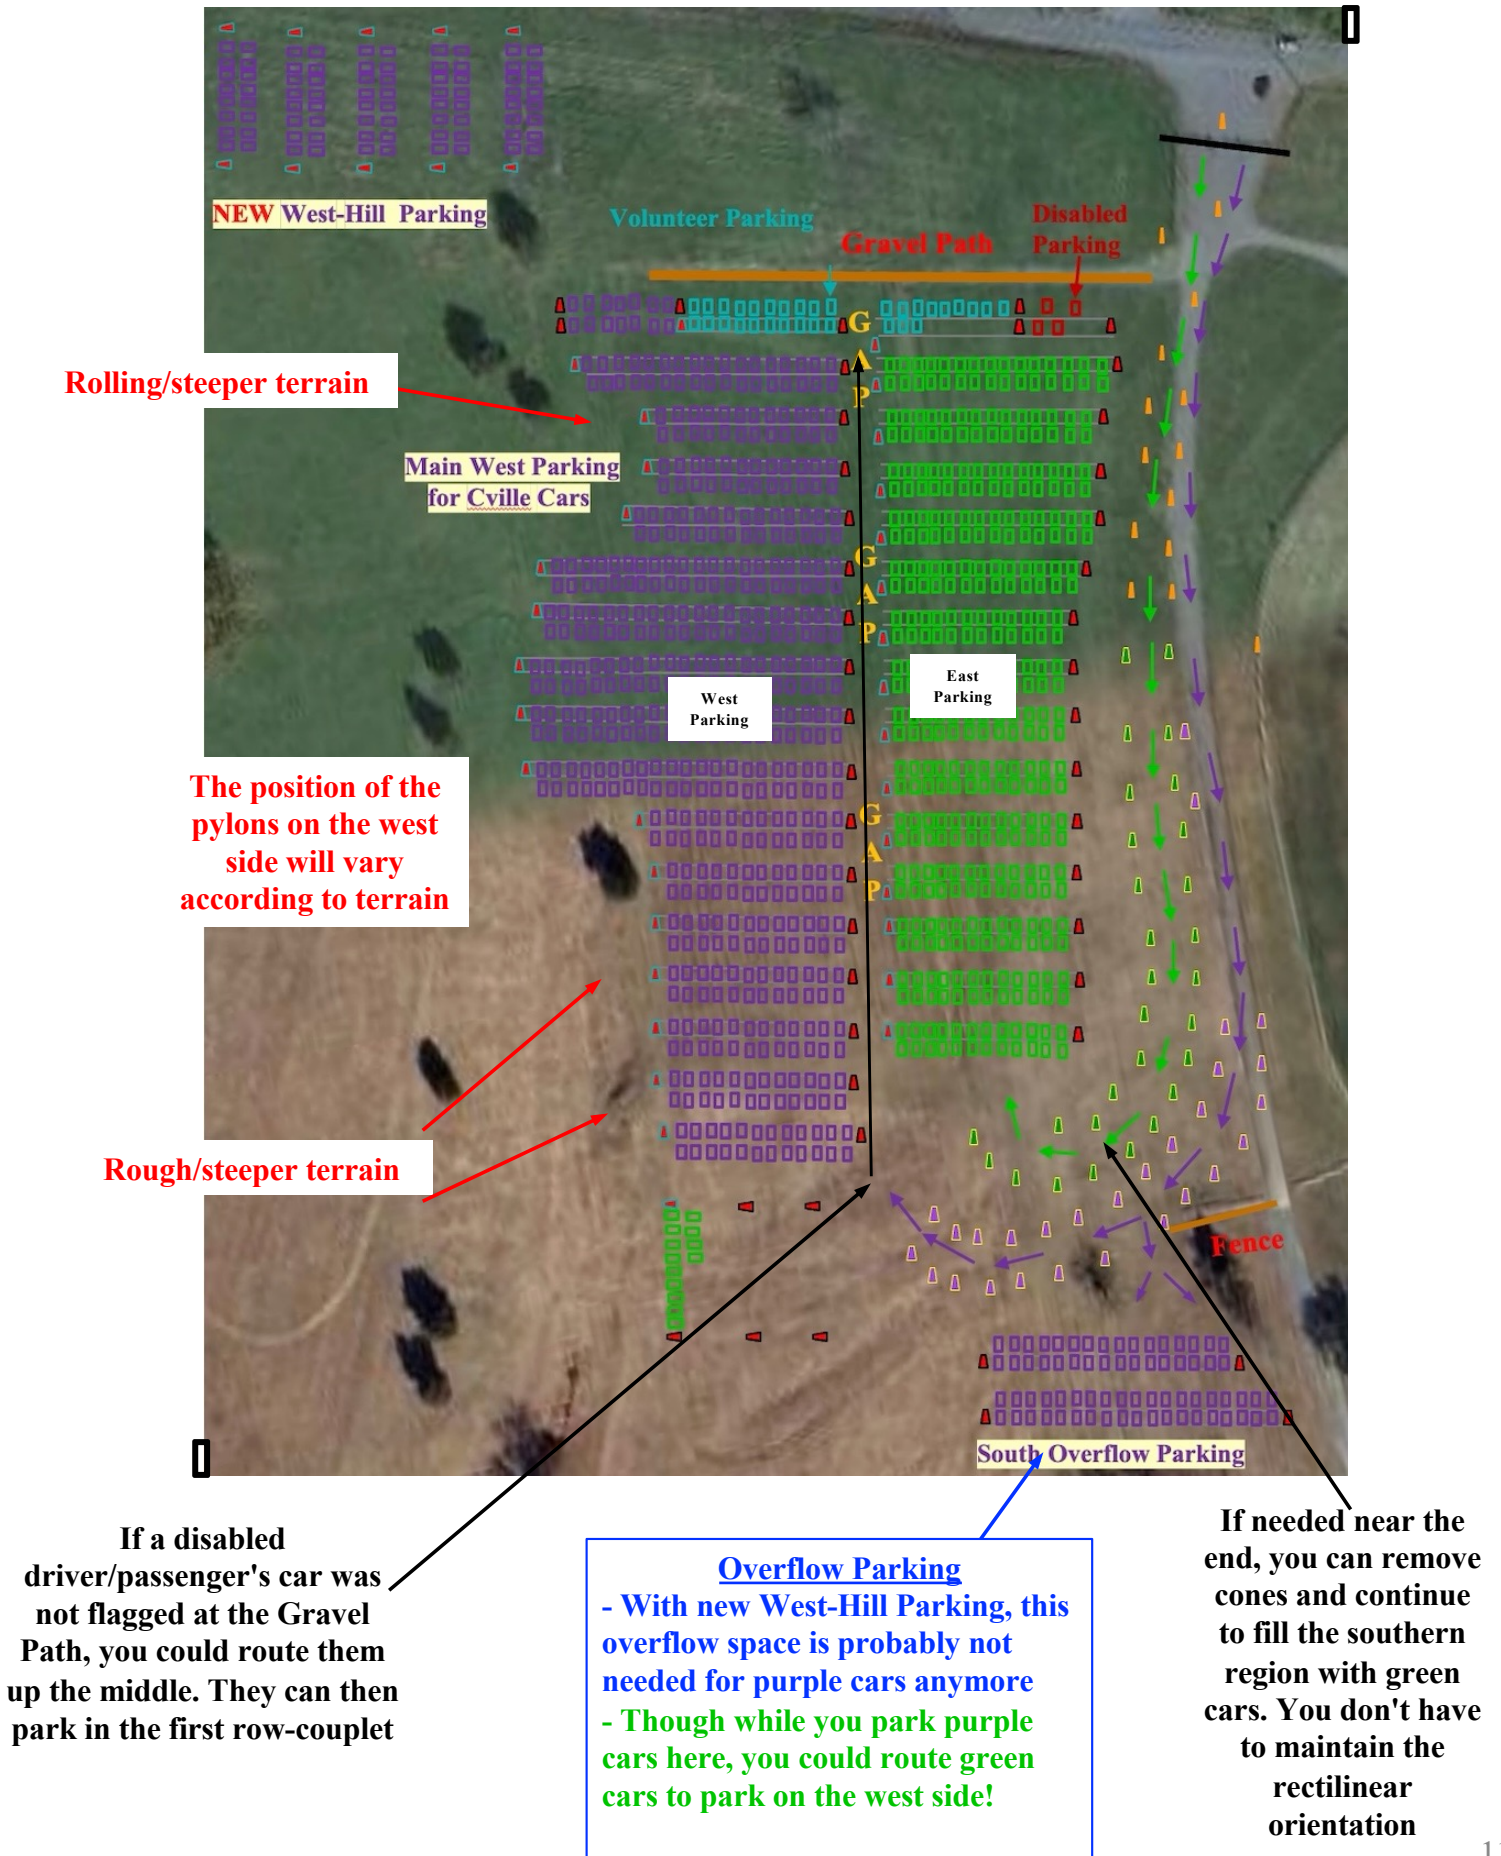 NEW West-Hill Parking
Volunteer Parking
Disabled
Parking
Gravel Path
G
A
P
Rolling/steeper terrain
Main West Parking
for Cville Cars
G
A
P
West
Parking
East
Parking
The position of the
pylons on the west
side will vary
according to terrain
G
A
P
Rough/steeper terrain
Fence
South Overflow Parking
If a disabled
driver/passenger's car was
not flagged at the Gravel
Path, you could route them
up the middle. They can then
park in the first row-couplet
Overflow Parking
- With new West-Hill Parking, this
overflow space is probably not
needed for purple cars anymore
- Though while you park purple
cars here, you could route green
cars to park on the west side!
If needed near the
end, you can remove
cones and continue
to fill the southern
region with green
cars. You don't have
to maintain the
rectilinear
orientation